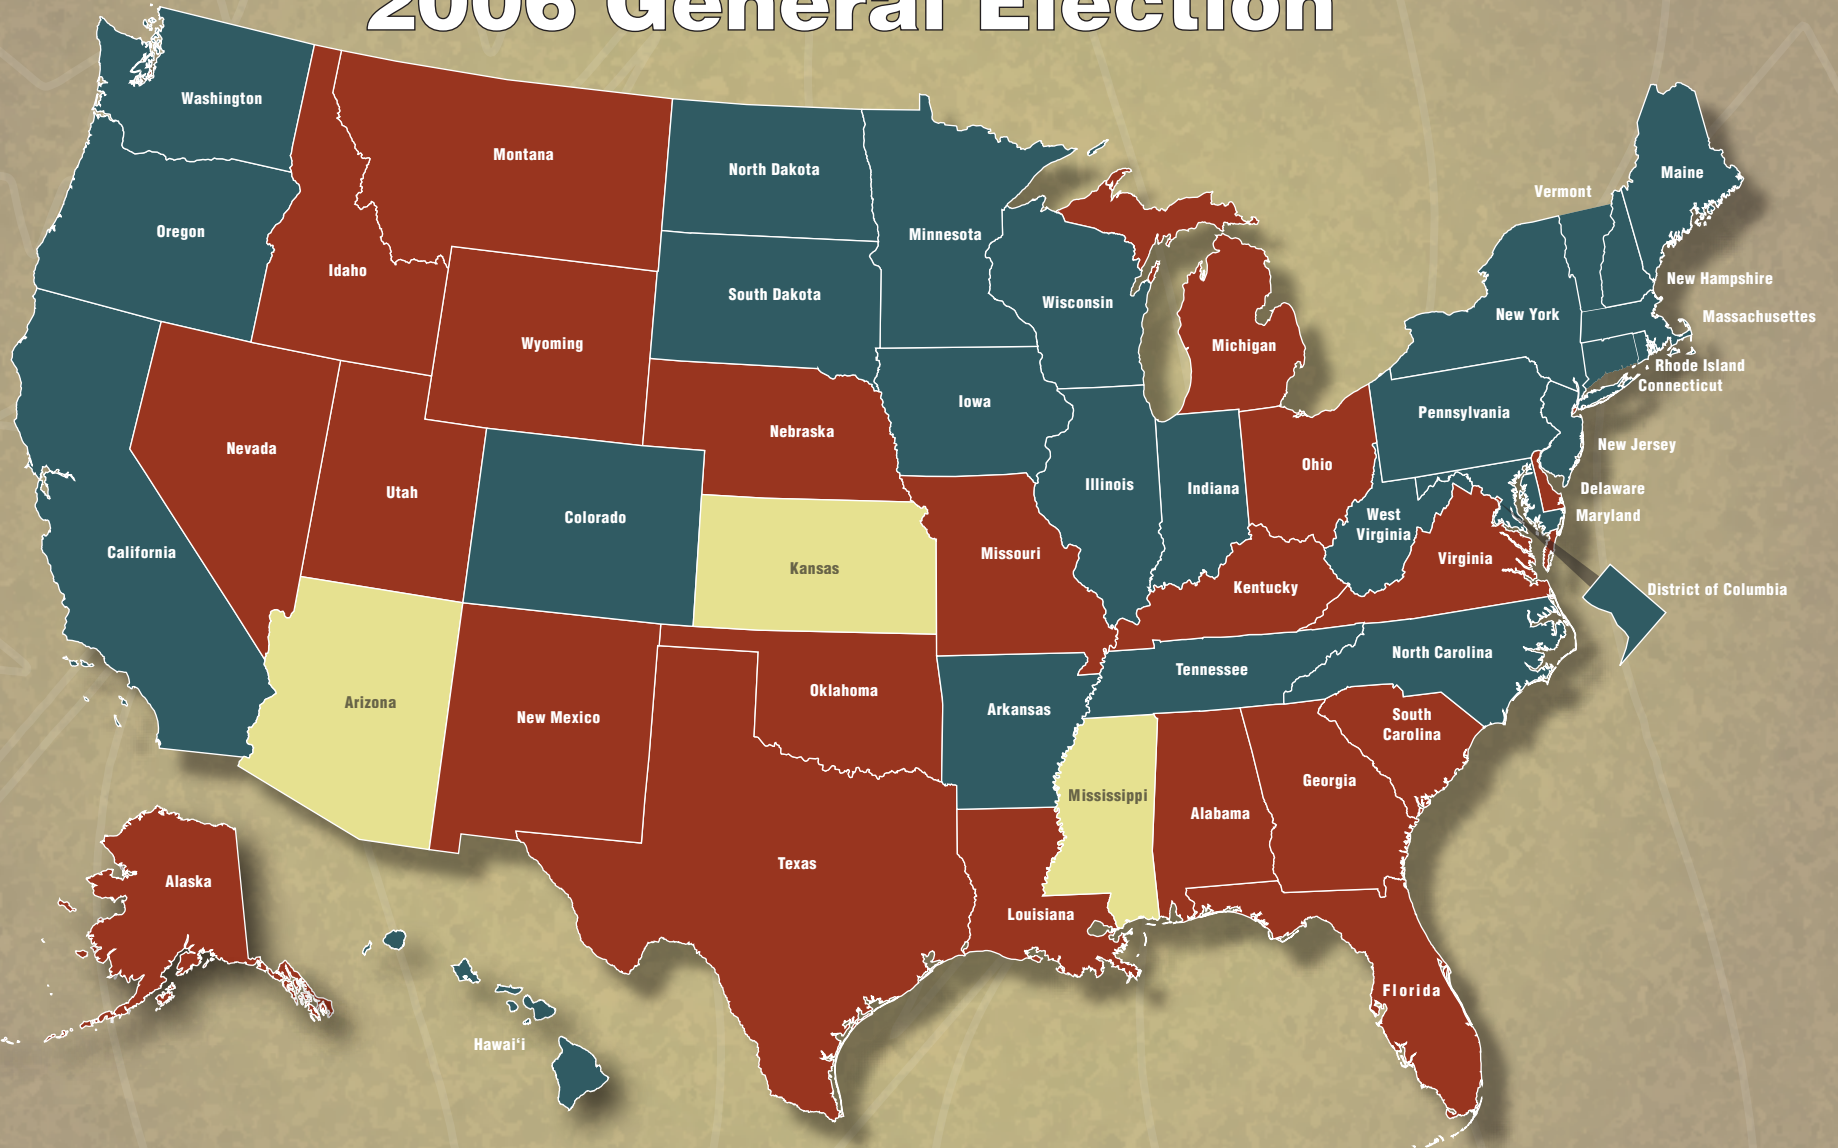 2006 General Election
Washington
Montana
North Dakota
Minnesota
Maine
Vermont
Oregon
Idaho
South Dakota
Wisconsin
New Hampshire
Massachusettes
New York
Wyoming
Michigan
Rhode Island
Connecticut
Iowa
Pennsylvania
Nebraska
Nevada
New Jersey
Ohio
Utah
Illinois
Indiana
Delaware
Colorado
West
Virginia
Maryland
California
Kansas
Missouri
Virginia
Kentucky
District of Columbia
North Carolina
Tennessee
Oklahoma
Arizona
New Mexico
Arkansas
South
Carolina
Georgia
Mississippi
Alabama
Texas
Alaska
Louisiana
Florida
Hawai‘i